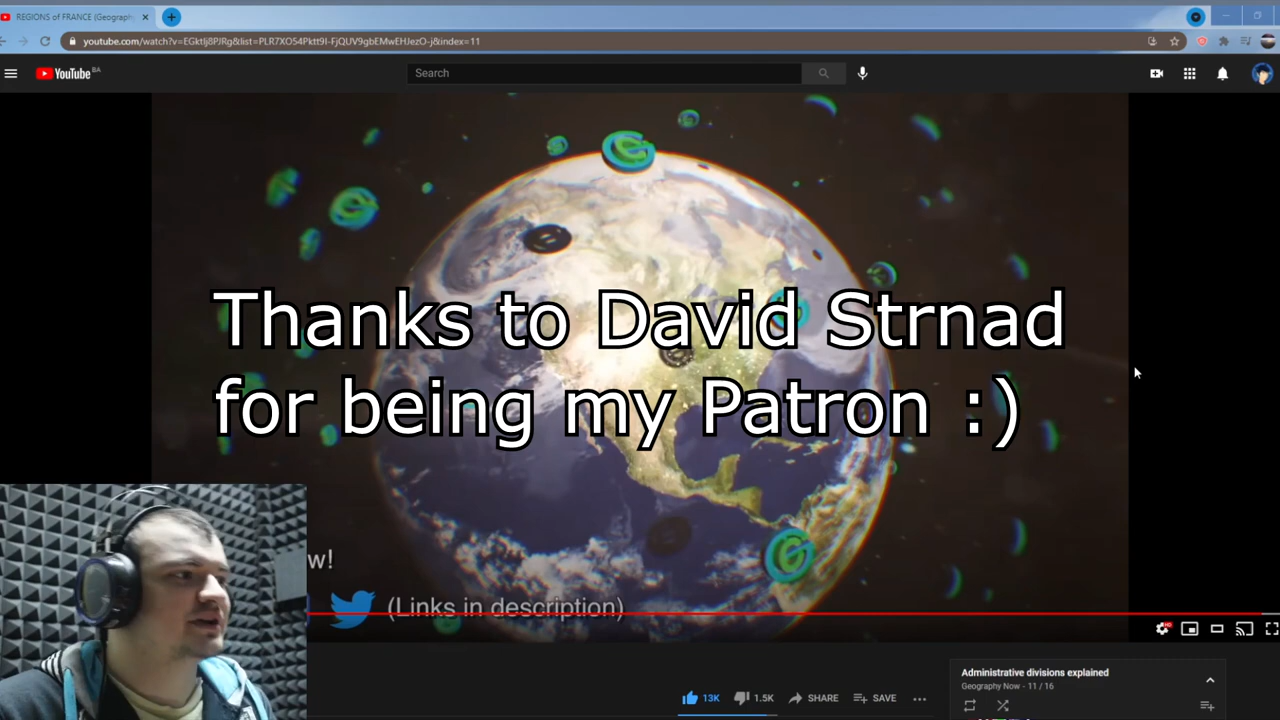 REGIONS of FRANCE (Geograph
youtube.com/watch?v=EGktIj8PJRg&list=PLR7XO54Pktt9I-FjQUV9gbEMwEHJezO-j&index=11
YouTube BA
Search
Thanks to David Strnad
for being my Patron :)
w!
(Links in description)
HD
13K
1.5K
SHARE
SAVE
Administrative divisions explained
Geography Now - 11 / 16